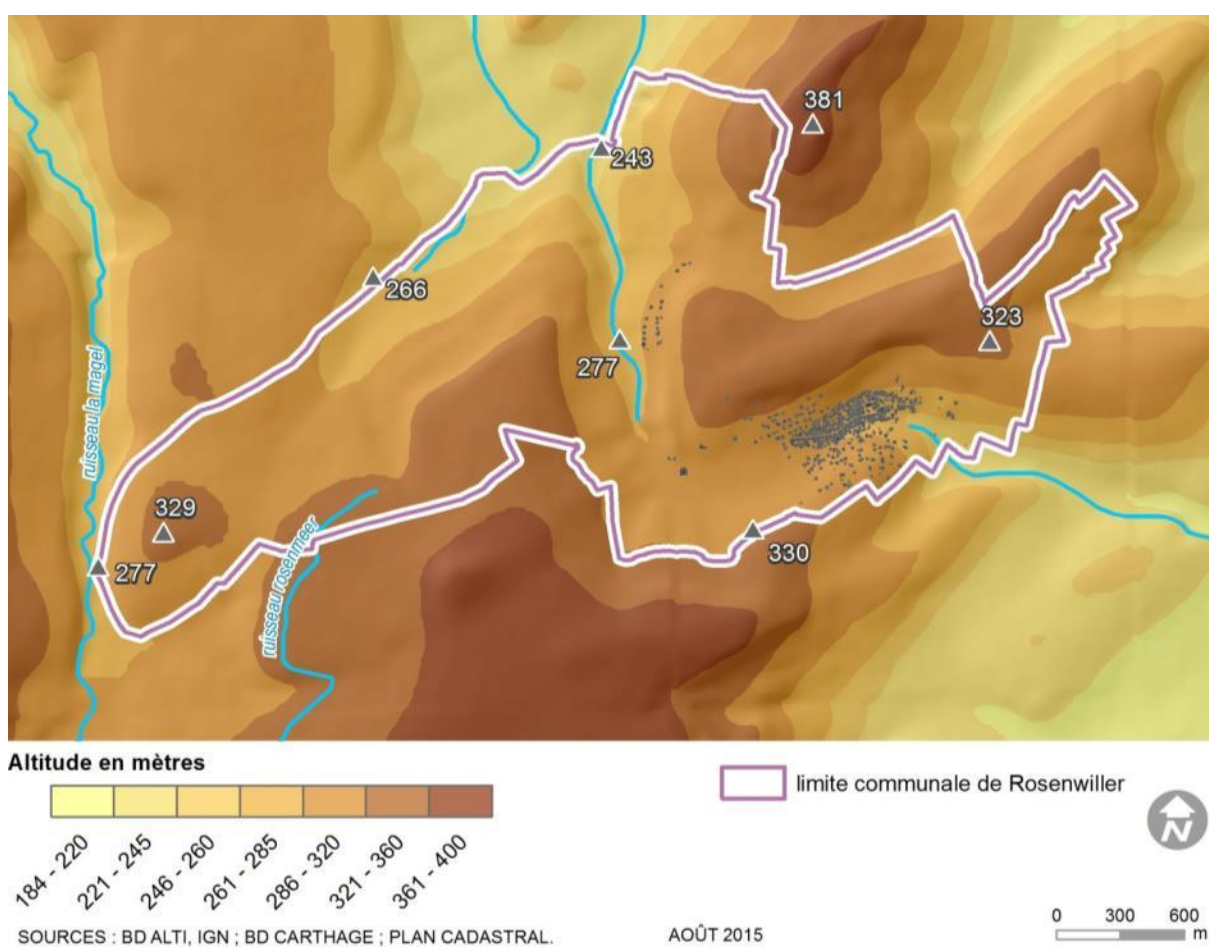 381
243
266
323
277
ruisseau la magel
329
330
277
ruisseau rosenmeer
Altitude en mètres
limite communale de Rosenwiller
184 - 220
221 - 245
246 - 260
261 - 285
286 - 320
321 - 360
361 - 400
N
0 300 600
m
SOURCES : BD ALTI, IGN ; BD CARTHAGE ; PLAN CADASTRAL.
AOÛT 2015